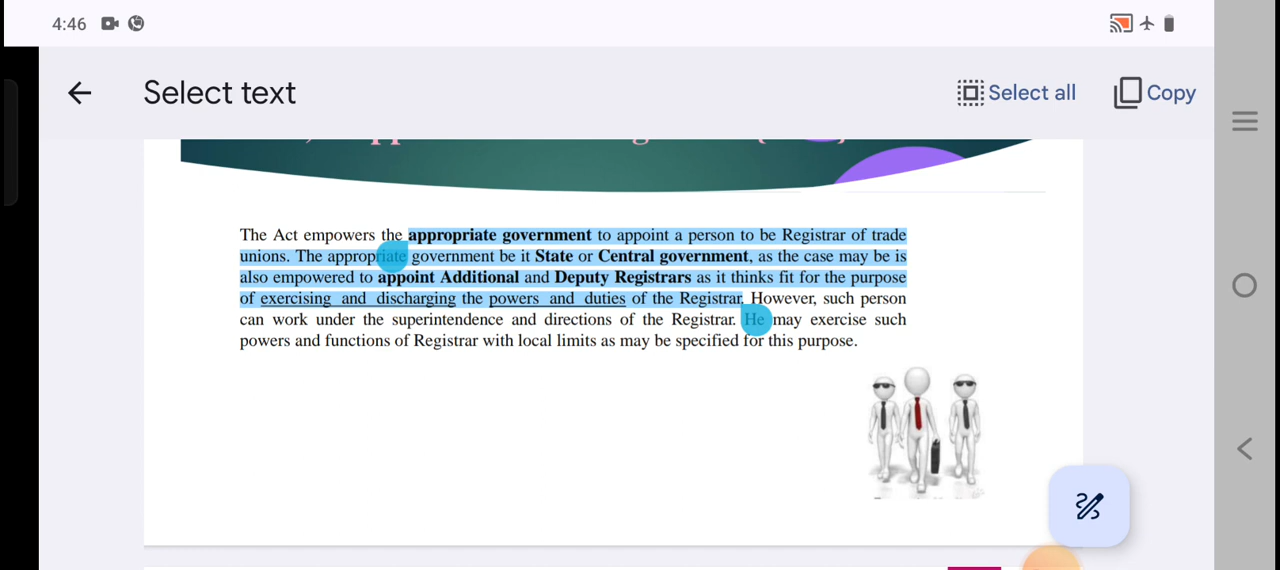 4:46
Select text
Select all
Copy
The Act empowers the appropriate government to appoint a person to be Registrar of trade
unions. The appropriate government be it State or Central government, as the case may be is
also empowered to appoint Additional and Deputy Registrars as it thinks fit for the purpose
of exercising and discharging the powers and duties of the Registrar. However, such person
can work under the superintendence and directions of the Registrar. He may exercise such
powers and functions of Registrar with local limits as may be specified for this purpose.